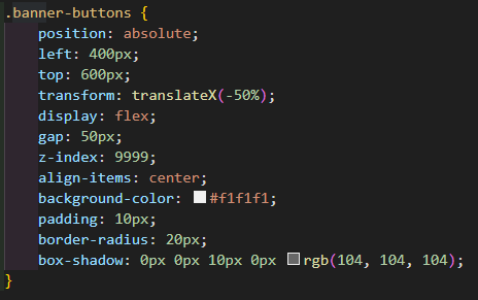 .banner-buttons {
    position: absolute;
    left: 400px;
    top: 600px;
    transform: translateX(-50%);
    display: flex;
    gap: 50px;
    z-index: 9999;
    align-items: center;
    background-color: #f1f1f1;
    padding: 10px;
    border-radius: 20px;
    box-shadow: 0px 0px 10px 0px rgb(104, 104, 104);
}